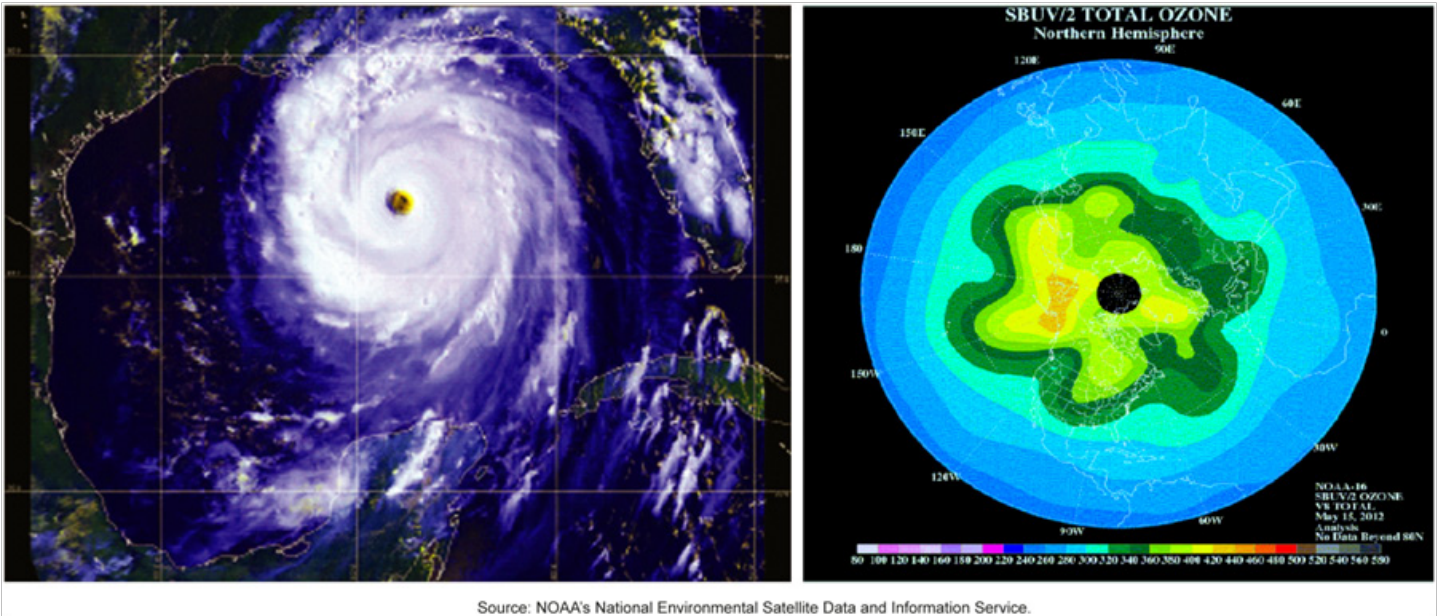 SBUV/2 TOTAL OZONE
Northern Hemisphere
90E
120E
60E
150E
30E
180
0
150W
30W
120W
60W
90W
NOAA-16
SBUV/2 OZONE
V8 TOTAL
May 15, 2012
Analysis
No Data Beyond 80N
80 100 120 140 160 180 200 220 240 260 280 300 320 340 360 380 400 420 440 460 480 500 520 540 560 580
Source: NOAA's National Environmental Satellite Data and Information Service.